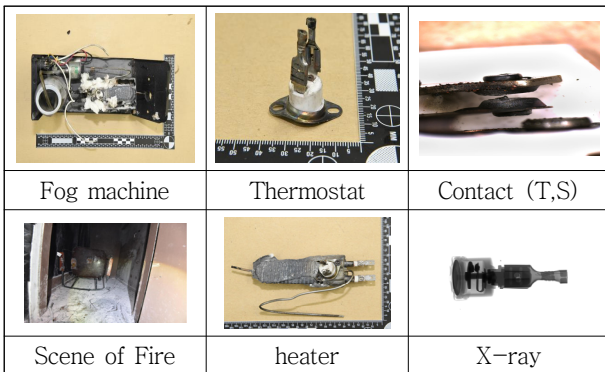 Fog machine
Thermostat
Contact (T,S)
Scene of Fire
heater
X-ray